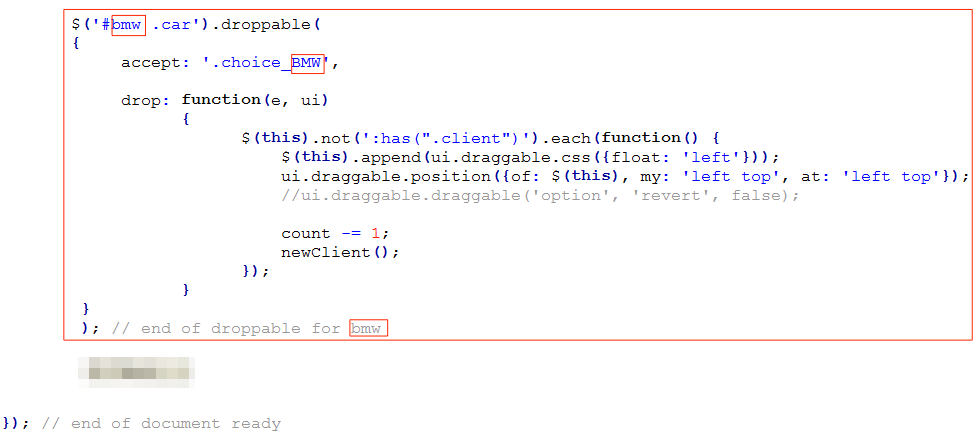 $('#bmw .car').droppable(
{
accept: '.choice_BMW',
drop: function(e, ui)
{
$(this).not(':has(".client")').each(function() {
$(this).append(ui.draggable.css({float: 'left'}));
ui.draggable.position({of: $(this), my: 'left top', at: 'left top'});
//ui.draggable.draggable('option', 'revert', false);
count -= 1;
newClient();
});
}
}
); // end of droppable for bmw
}); // end of document ready